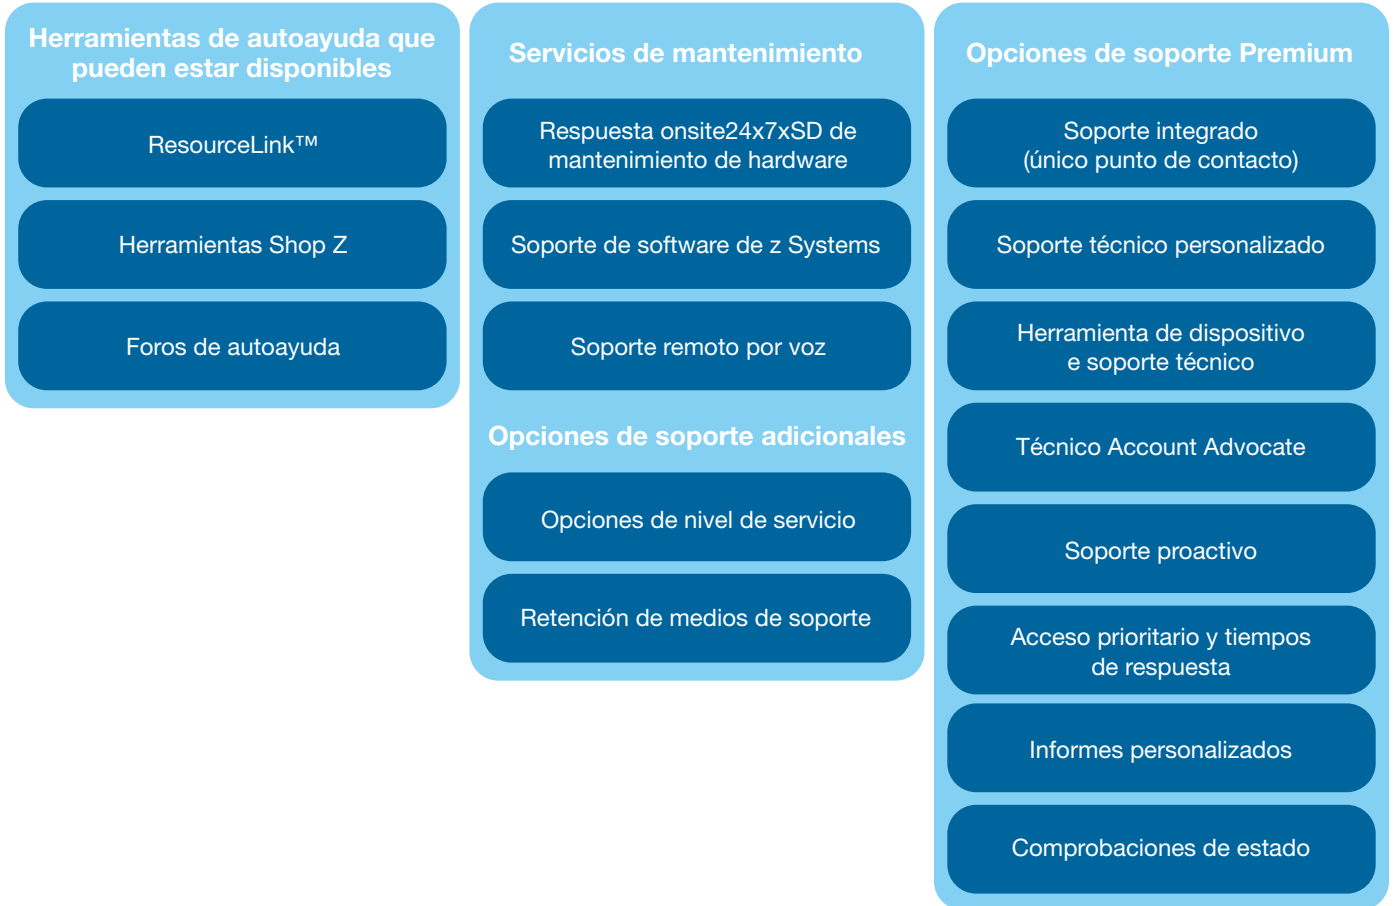 Herramientas de autoayuda que
pueden estar disponibles
ResourceLink™
Herramientas Shop Z
Foros de autoayuda
Servicios de mantenimiento
Respuesta onsite24x7xSD de
mantenimiento de hardware
Soporte de software de z Systems
Soporte remoto por voz
Opciones de soporte adicionales
Opciones de nivel de servicio
Retención de medios de soporte
Opciones de soporte Premium
Soporte integrado
(único punto de contacto)
Soporte técnico personalizado
Herramienta de dispositivo
e soporte técnico
Técnico Account Advocate
Soporte proactivo
Acceso prioritario y tiempos
de respuesta
Informes personalizados
Comprobaciones de estado